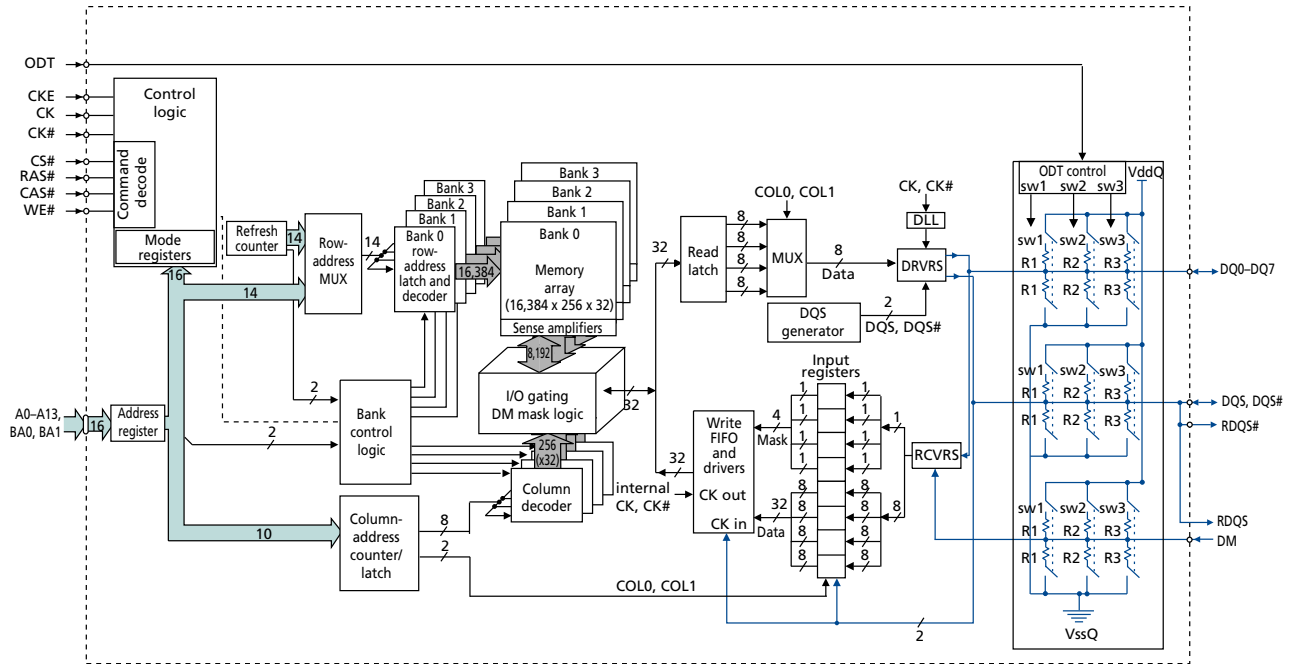 ODT
CKE
CK
CK#
CS#
RAS#
CAS#
WE#
Control
logic
Command
decode
Mode
registers
16
A0–A13,
BA0, BA1
16
Address
register
14
2
10
Refresh
counter
14
Row-
address
MUX
14
2
Bank 3
Bank 2
Bank 1
Bank 0
row-
address
latch and
decoder
16,384
Bank 3
Bank 2
Bank 1
Bank 0
Memory
array
(16,384 x 256 x 32)
Sense amplifiers
8,192
I/O gating
DM mask logic
32
Bank
control
logic
256
(x32)
Column
decoder
Column-
address
counter/
latch
8
2
COL0, COL1
internal
CK, CK#
32
Read
latch
8
8
8
8
COL0, COL1
MUX
8
Data
CK, CK#
DLL
DRVRS
DQS
generator
2
DQS, DQS#
32
Write
FIFO
and
drivers
CK out
CK in
4
Mask
32
Data
Input
registers
1
1
1
1
8
8
8
8
1
1
1
1
8
8
8
8
1
8
RCVRS
2
ODT control
VddQ
sw1
sw2
sw3
sw1
sw2
sw3
R1
R2
R3
R1
R2
R3
sw1
sw2
sw3
R1
R2
R3
R1
R2
R3
sw1
sw2
sw3
R1
R2
R3
R1
R2
R3
VssQ
DQ0–DQ7
DQS, DQS#
RDQS#
RDQS
DM